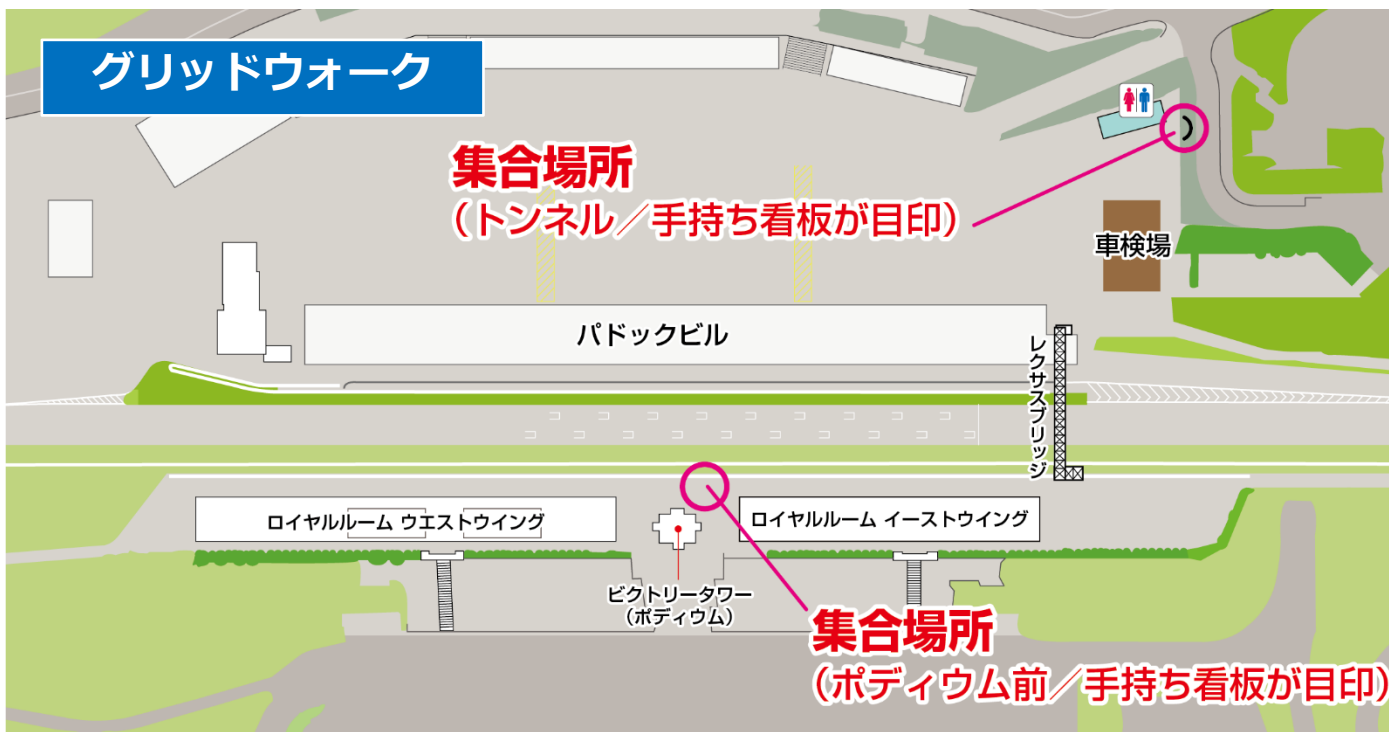 グリッドウォーク
集合場所
（トンネル／手持ち看板が目印）
車検場
パドックビル
レクサスブリッジ
ロイヤルルーム ウエストウイング
ロイヤルルーム イーストウイング
ビクトリータワー
（ポディウム）
集合場所
（ポディウム前／手持ち看板が目印）